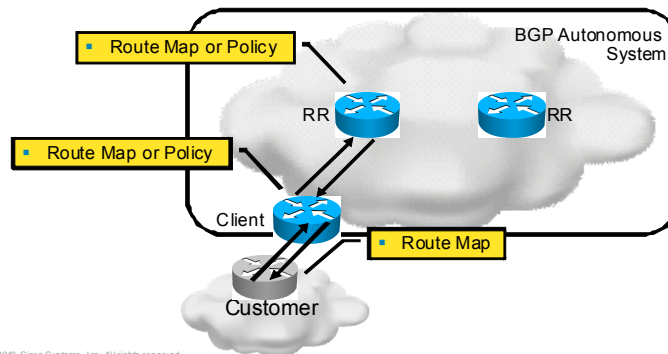 ▪ Route Map or Policy
BGP Autonomous
System
RR
RR
▪ Route Map or Policy
Client
▪ Route Map
Customer